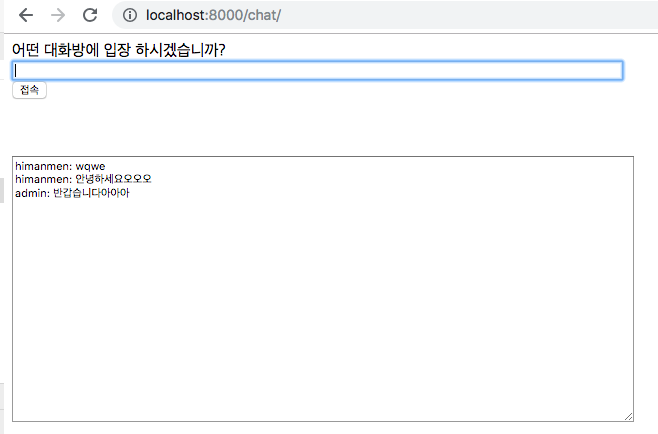 localhost:8000/chat/
어떤 대화방에 입장 하시겠습니까?
접속
himanmen: wqwe
himanmen: 안녕하세요오오오
admin: 반갑습니다아아아